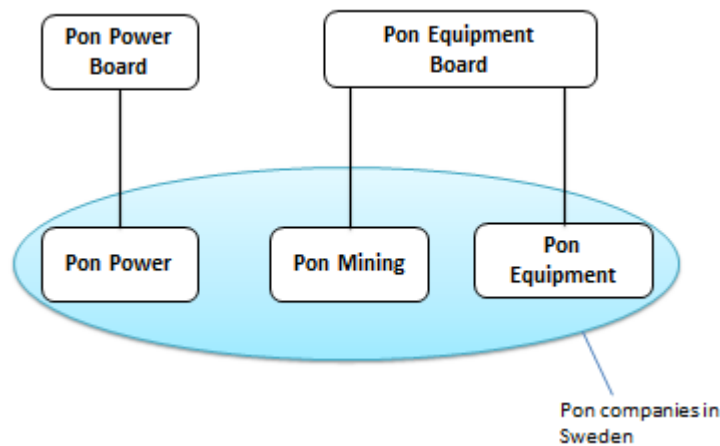 Pon Power
Board
Pon Equipment
Board
Pon Power
Pon Mining
Pon
Equipment
Pon companies in
Sweden